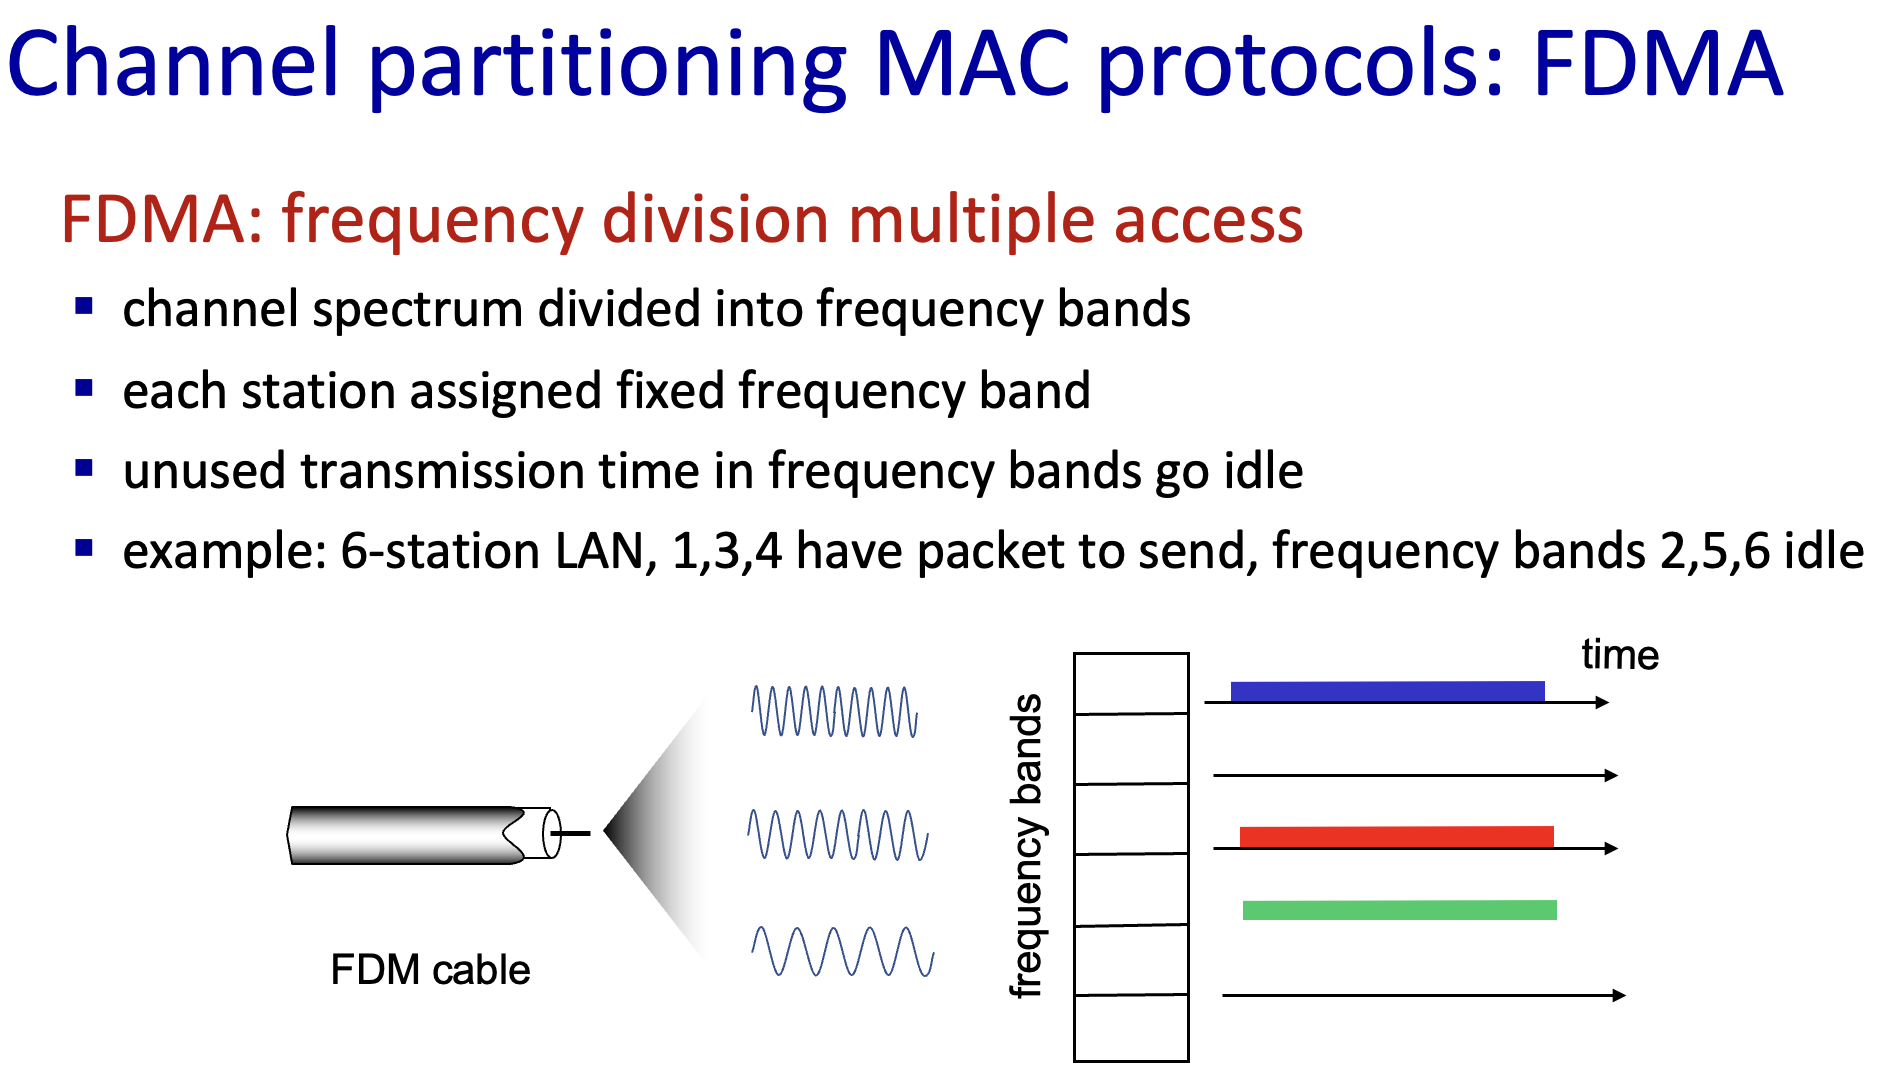 Channel partitioning MAC protocols: FDMA
FDMA: frequency division multiple access
▪ channel spectrum divided into frequency bands
▪ each station assigned fixed frequency band
▪ unused transmission time in frequency bands go idle
▪ example: 6-station LAN, 1,3,4 have packet to send, frequency bands 2,5,6 idle
time
frequency bands
FDM cable